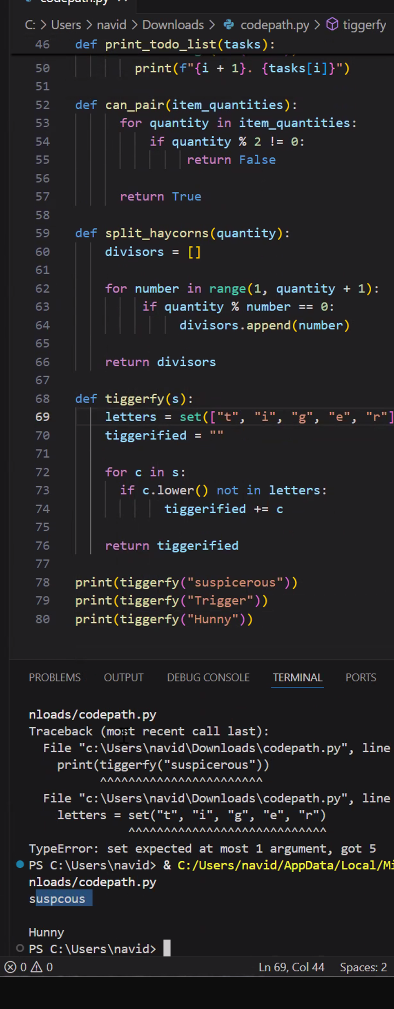 codepath.py
C: > Users > navid > Downloads > codepath.py > tiggerfy
46 def print_todo_list(tasks):
50 print(f"{i + 1}. {tasks[i]}")
51
52 def can_pair(item_quantities):
53 for quantity in item_quantities:
54 if quantity % 2 != 0:
55 return False
56
57 return True
58
59 def split_haycorns(quantity):
60 divisors = []
61
62 for number in range(1, quantity + 1):
63 if quantity % number == 0:
64 divisors.append(number)
65
66 return divisors
67
68 def tiggerfy(s):
69 letters = set(["t", "i", "g", "e", "r"]
70 tiggerified = ""
71
72 for c in s:
73 if c.lower() not in letters:
74 tiggerified += c
75
76 return tiggerified
77
78 print(tiggerfy("suspicerous"))
79 print(tiggerfy("Trigger"))
80 print(tiggerfy("Hunny"))
PROBLEMS OUTPUT DEBUG CONSOLE TERMINAL PORTS
nloads/codepath.py
Traceback (most recent call last):
File "c:\Users\navid\Downloads\codepath.py", line
print(tiggerfy("suspicerous"))
^^^^^^^^^^^^^^^^^^^^^^^
File "c:\Users\navid\Downloads\codepath.py", line
letters = set("t", "i", "g", "e", "r")
^^^^^^^^^^^^^^^^^^^^^^^^^^^^
TypeError: set expected at most 1 argument, got 5
PS C:\Users\navid> & C:/Users/navid/AppData/Local/Mi
nloads/codepath.py
suspcous
Hunny
PS C:\Users\navid>
0 0 Ln 69, Col 44 Spaces: 2